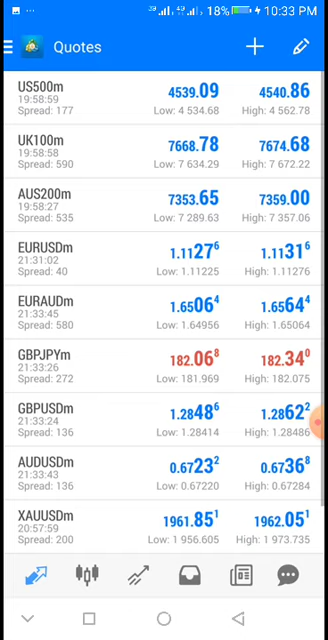 ... 2G 4G 18% 10:33 PM
Quotes
US500m 4539.09 4540.86
19:58:59
Spread: 177 Low: 4 534.68 High: 4 562.78
UK100m 7668.78 7674.68
19:58:58
Spread: 590 Low: 7 634.29 High: 7 672.22
AUS200m 7353.65 7359.00
19:58:27
Spread: 535 Low: 7 289.63 High: 7 357.06
EURUSDm 1.11276 1.11316
21:31:02
Spread: 40 Low: 1.11225 High: 1.11276
EURAUDm 1.65064 1.65644
21:33:45
Spread: 580 Low: 1.64956 High: 1.65064
GBPJPYm 182.068 182.340
21:33:26
Spread: 272 Low: 181.969 High: 182.075
GBPUSDm 1.28486 1.28622
21:33:24
Spread: 136 Low: 1.28414 High: 1.28486
AUDUSDm 0.67232 0.67368
21:33:43
Spread: 136 Low: 0.67220 High: 0.67284
XAUUSDm 1961.851 1962.051
20:57:59
Spread: 200 Low: 1 956.605 High: 1 973.735